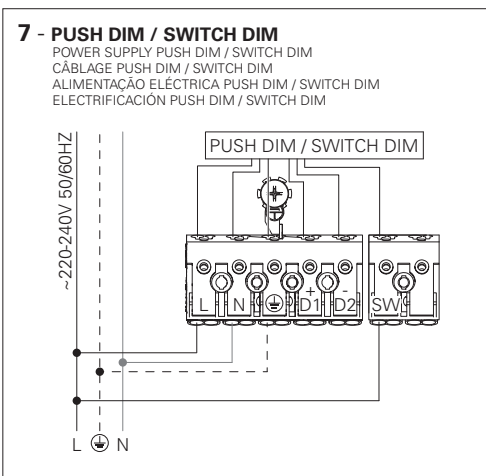 7 - PUSH DIM / SWITCH DIM
POWER SUPPLY PUSH DIM / SWITCH DIM
CÂBLAGE PUSH DIM / SWITCH DIM
ALIMENTAÇÃO ELÉCTRICA PUSH DIM / SWITCH DIM
ELECTRIFICACIÓN PUSH DIM / SWITCH DIM
~220-240V 50/60HZ
PUSH DIM / SWITCH DIM
+ -
L N D1 D2 SW
L N